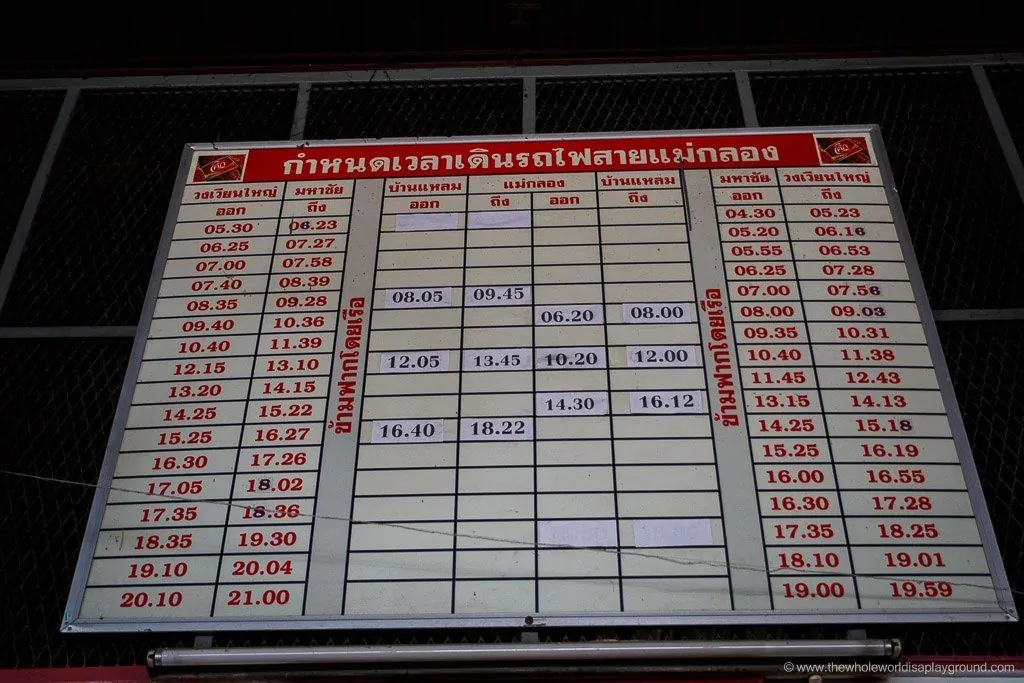 กำหนดเวลาเดินรถไฟสายแม่กลอง
วงเวียนใหญ่ มหาชัย บ้านแหลม แม่กลอง บ้านแหลม มหาชัย วงเวียนใหญ่
ออก ถึง ออก ถึง ออก ถึง ออก ถึง
05.30 06.23 04.30 05.23
06.25 07.27 05.20 06.16
07.00 07.58 05.55 06.53
07.40 08.39 06.25 07.28
08.35 09.28 08.05 09.45 07.00 07.56
09.40 10.36 06.20 08.00 08.00 09.03
10.40 11.39 09.35 10.31
12.15 13.10 12.05 13.45 10.20 12.00 10.40 11.38
13.20 14.15 11.45 12.43
14.25 15.22 14.30 16.12 13.15 14.13
15.25 16.27 16.40 18.22 14.25 15.18
16.30 17.26 15.25 16.19
17.05 18.02 16.00 16.55
17.35 18.36 16.30 17.28
18.35 19.30 17.35 18.25
19.10 20.04 18.10 19.01
20.10 21.00 19.00 19.59
ข้ามฟากโดยเรือ
ข้ามฟากโดยเรือ
© www.thewholeworldisaplayground.com